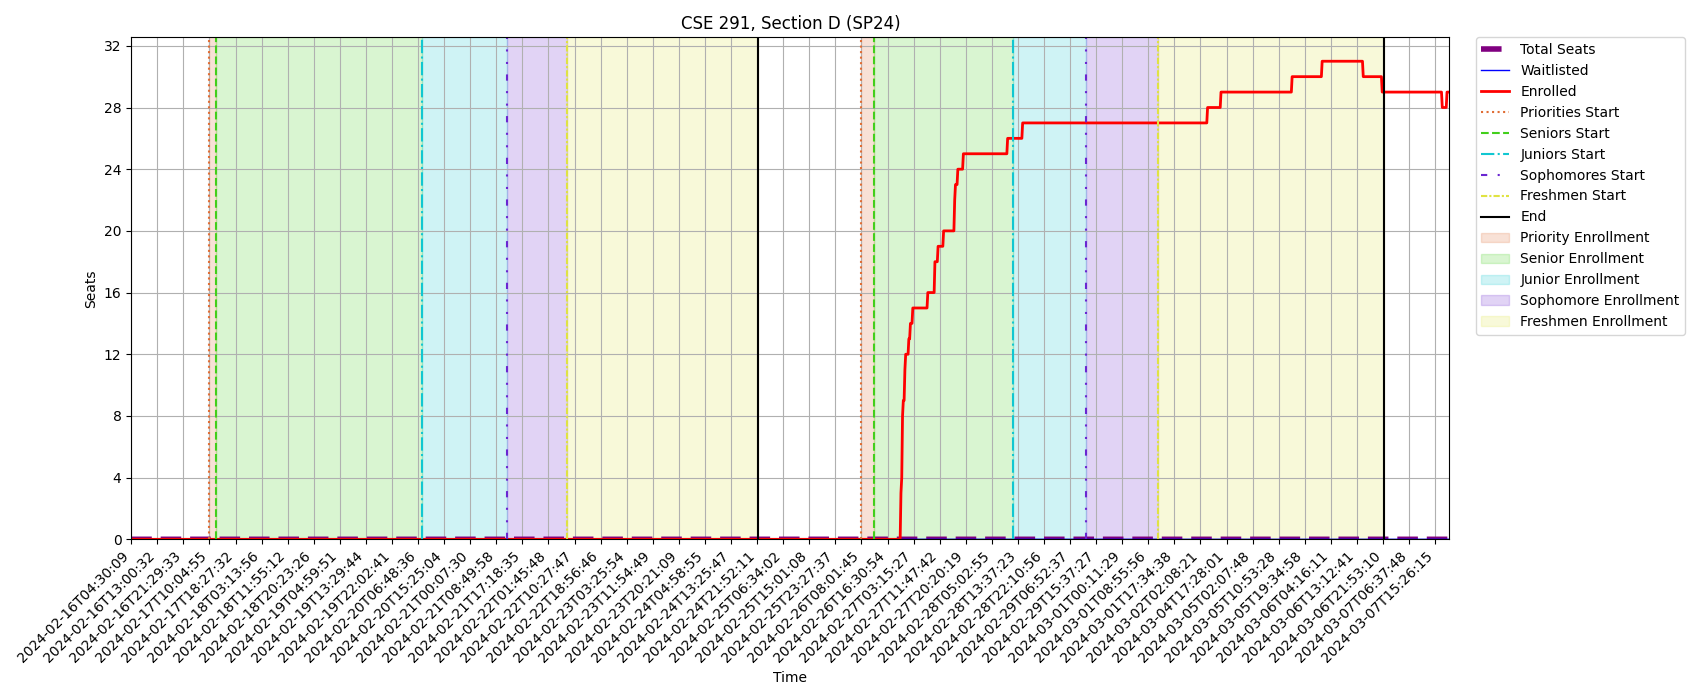 CSE 291, Section D (SP24)
Seats
32
28
24
20
16
12
8
4
0
2024-02-16T04:30:09
2024-02-16T13:00:32
2024-02-16T21:29:33
2024-02-17T10:04:55
2024-02-17T18:27:32
2024-02-18T03:13:56
2024-02-18T11:55:12
2024-02-18T20:23:26
2024-02-19T04:59:51
2024-02-19T13:29:44
2024-02-19T22:02:41
2024-02-20T06:48:36
2024-02-20T15:25:04
2024-02-21T00:07:30
2024-02-21T08:49:58
2024-02-21T17:18:35
2024-02-22T01:45:48
2024-02-22T10:27:47
2024-02-22T18:56:46
2024-02-23T03:25:54
2024-02-23T11:54:49
2024-02-23T20:21:09
2024-02-24T04:58:55
2024-02-24T13:25:47
2024-02-24T21:52:11
2024-02-25T06:34:02
2024-02-25T15:01:08
2024-02-25T23:27:37
2024-02-26T08:01:45
2024-02-26T16:30:54
2024-02-27T03:15:27
2024-02-27T11:47:42
2024-02-27T20:20:19
2024-02-28T05:02:55
2024-02-28T13:37:23
2024-02-28T22:10:56
2024-02-29T06:52:37
2024-02-29T15:37:27
2024-03-01T00:11:29
2024-03-01T08:55:56
2024-03-01T17:34:38
2024-03-02T02:08:21
2024-03-04T17:28:01
2024-03-05T02:07:48
2024-03-05T10:53:28
2024-03-05T19:34:58
2024-03-06T04:16:11
2024-03-06T13:12:41
2024-03-06T21:53:10
2024-03-07T06:37:48
2024-03-07T15:26:15
Time
Total Seats
Waitlisted
Enrolled
Priorities Start
Seniors Start
Juniors Start
Sophomores Start
Freshmen Start
End
Priority Enrollment
Senior Enrollment
Junior Enrollment
Sophomore Enrollment
Freshmen Enrollment